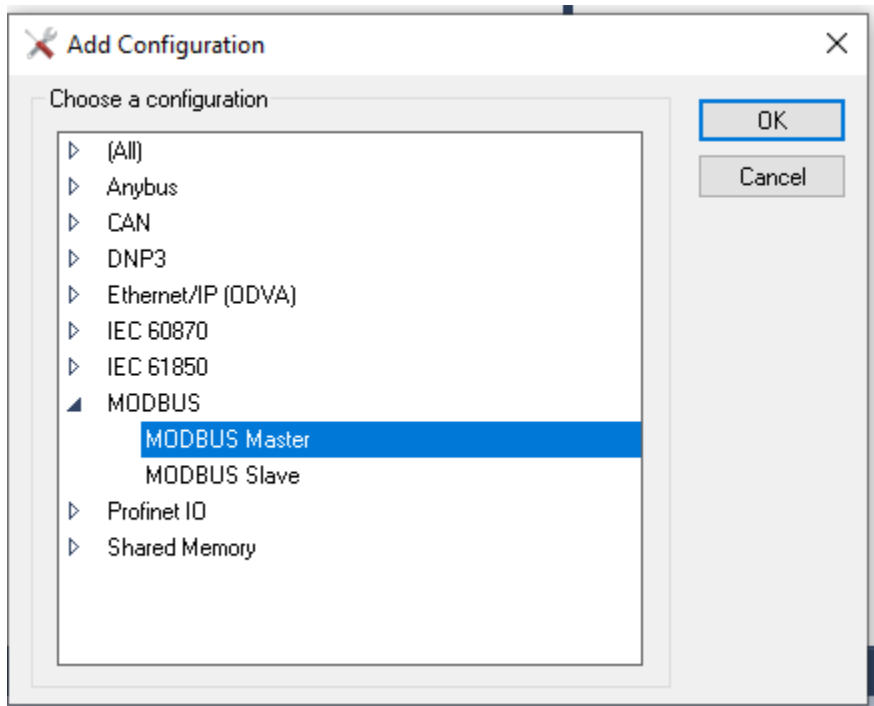 Add Configuration
Choose a configuration
OK
Cancel
(All)
Anybus
CAN
DNP3
Ethernet/IP (ODVA)
IEC 60870
IEC 61850
MODBUS
MODBUS Master
MODBUS Slave
Profinet IO
Shared Memory